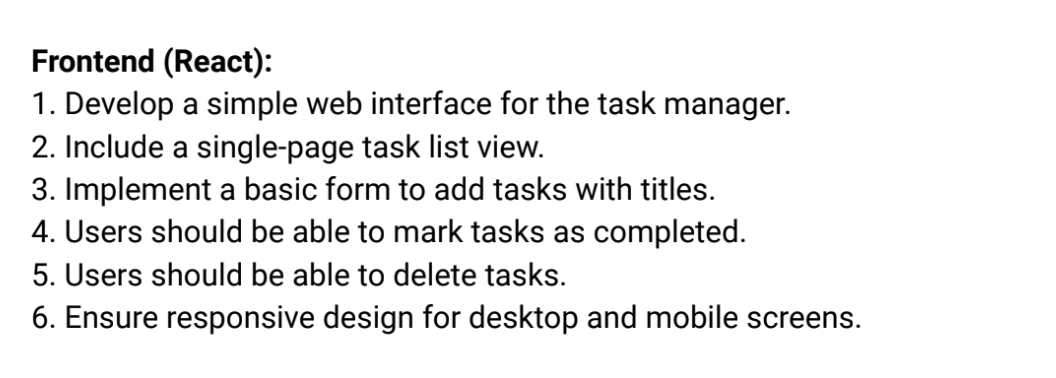 Frontend (React):
1. Develop a simple web interface for the task manager.
2. Include a single-page task list view.
3. Implement a basic form to add tasks with titles.
4. Users should be able to mark tasks as completed.
5. Users should be able to delete tasks.
6. Ensure responsive design for desktop and mobile screens.